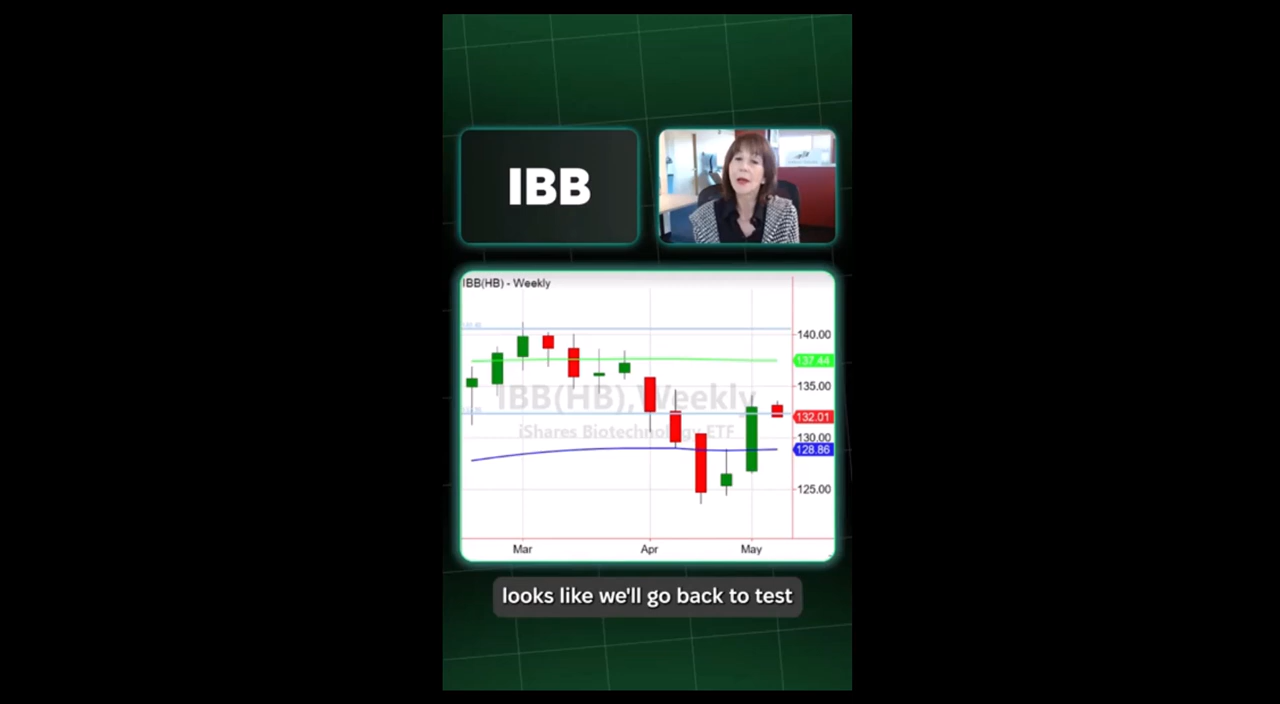 IBB
IBB(HB) - Weekly
140.00
137.44
135.00
IBB(HB),Weekly
132.01
iShares Biotechnology ETF
130.00
128.86
125.00
Mar
Apr
May
looks like we'll go back to test